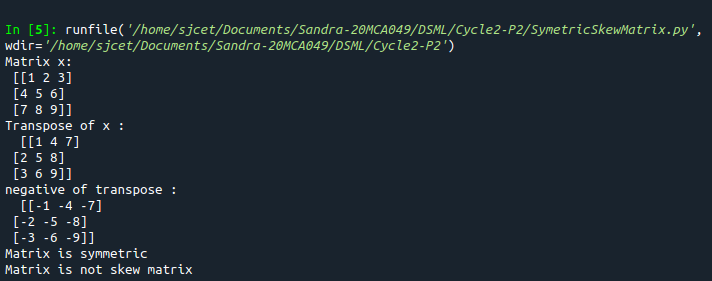 In [5]: runfile('/home/sjcet/Documents/Sandra-20MCA049/DSML/Cycle2-P2/SymetricSkewMatrix.py',
wdir='/home/sjcet/Documents/Sandra-20MCA049/DSML/Cycle2-P2')
Matrix x:
[[1 2 3]
[4 5 6]
[7 8 9]]
Transpose of x :
[[1 4 7]
[2 5 8]
[3 6 9]]
negative of transpose :
[[-1 -4 -7]
[-2 -5 -8]
[-3 -6 -9]]
Matrix is symmetric
Matrix is not skew matrix